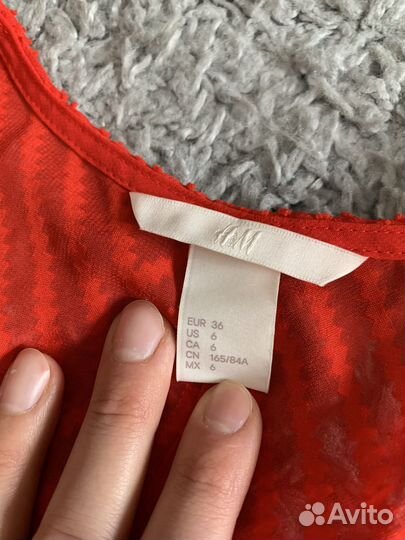 H&M
EUR 36
US 6
CA 6
CN 165/84A
MX 6
Avito